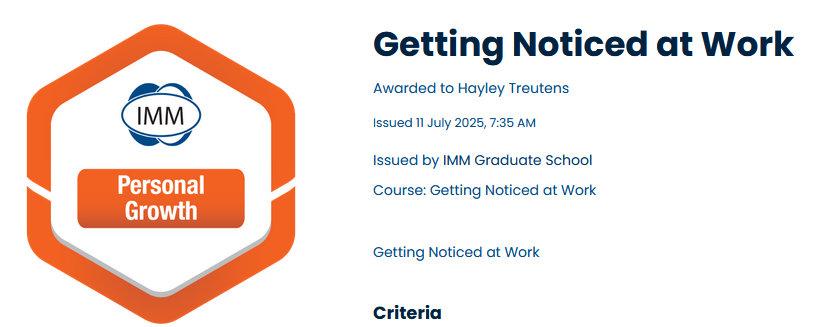 IMM
Personal
Growth
Getting Noticed at Work
Awarded to Hayley Treutens
Issued 11 July 2025, 7:35 AM
Issued by IMM Graduate School
Course: Getting Noticed at Work
Getting Noticed at Work
Criteria